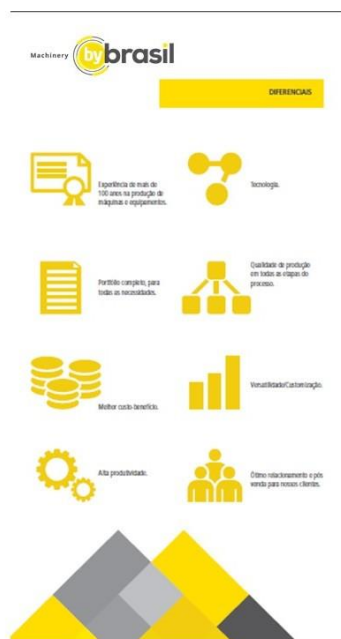 Machinery
by brasil
DIFERENCIAIS
Experiência de mais de
100 anos na produção de
máquinas e equipamentos.
Tecnologia.
Portfólio completo, para
todas as necessidades.
Qualidade de produção
em todas as etapas do
processo.
Melhor custo-benefício.
Versatilidade/Customização.
Alta produtividade.
Ótimo relacionamento e pós
venda para nossos clientes.